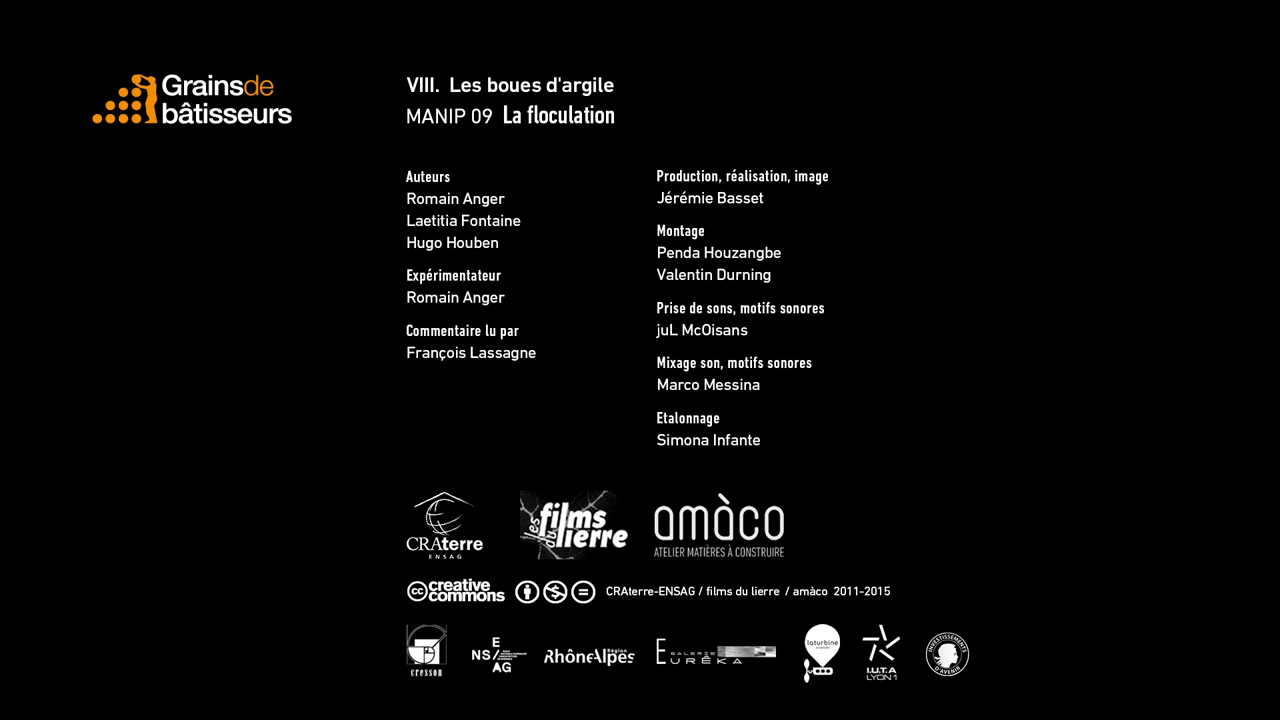 Grainsde
bâtisseurs
VIII. Les boues d'argile
MANIP 09 La floculation
Auteurs
Romain Anger
Laetitia Fontaine
Hugo Houben
Expérimentateur
Romain Anger
Commentaire lu par
François Lassagne
Production, réalisation, image
Jérémie Basset
Montage
Penda Houzangbe
Valentin Durning
Prise de sons, motifs sonores
juL McOisans
Mixage son, motifs sonores
Marco Messina
Etalonnage
Simona Infante
CRAterre
ENSAG
les films
du lierre
amàco
ATELIER MATIÈRES À CONSTRUIRE
cc creative
commons
CRAterre-ENSAG / films du lierre / amàco 2011-2015
cresson
E
NS/
AG
Région
RhôneAlpes
GALERIE
EURÊKA
laturbine
I.U.T.A
LYON 1
INVESTISSEMENTS
D'AVENIR